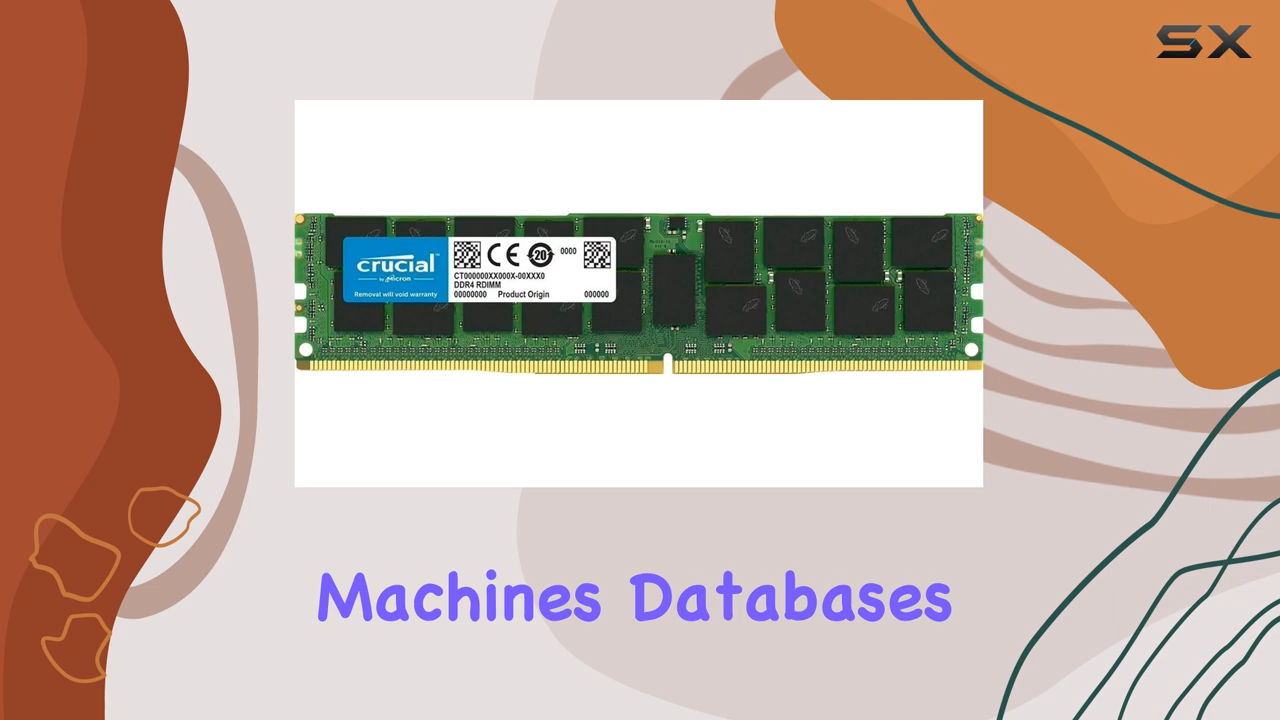 SX
crucial
by Micron
Removal will void warranty
CE
20
0000
CT000000XX000X-00XXX0
DDR4 RDIMM
00000000 Product Origin 000000
Machines Databases